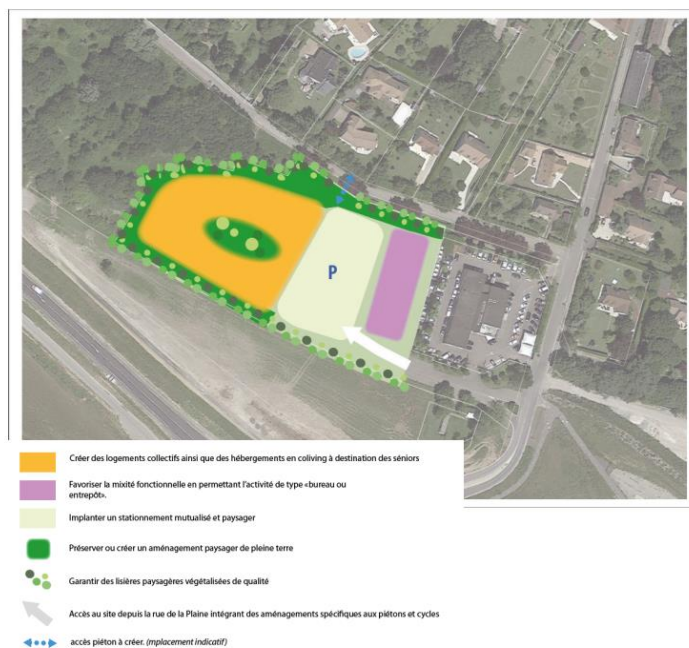 P
Créer des logements collectifs ainsi que des hébergements en coliving à destination des séniors
Favoriser la mixité fonctionnelle en permettant l'activité de type «bureau ou
entrepôt».
Implanter un stationnement mutualisé et paysager
Préserver ou créer un aménagement paysager de pleine terre
Garantir des lisières paysagères végétalisées de qualité
Accès au site depuis la rue de la Plaine intégrant des aménagements spécifiques aux piétons et cycles
accès piéton à créer. (mplacement indicatif)